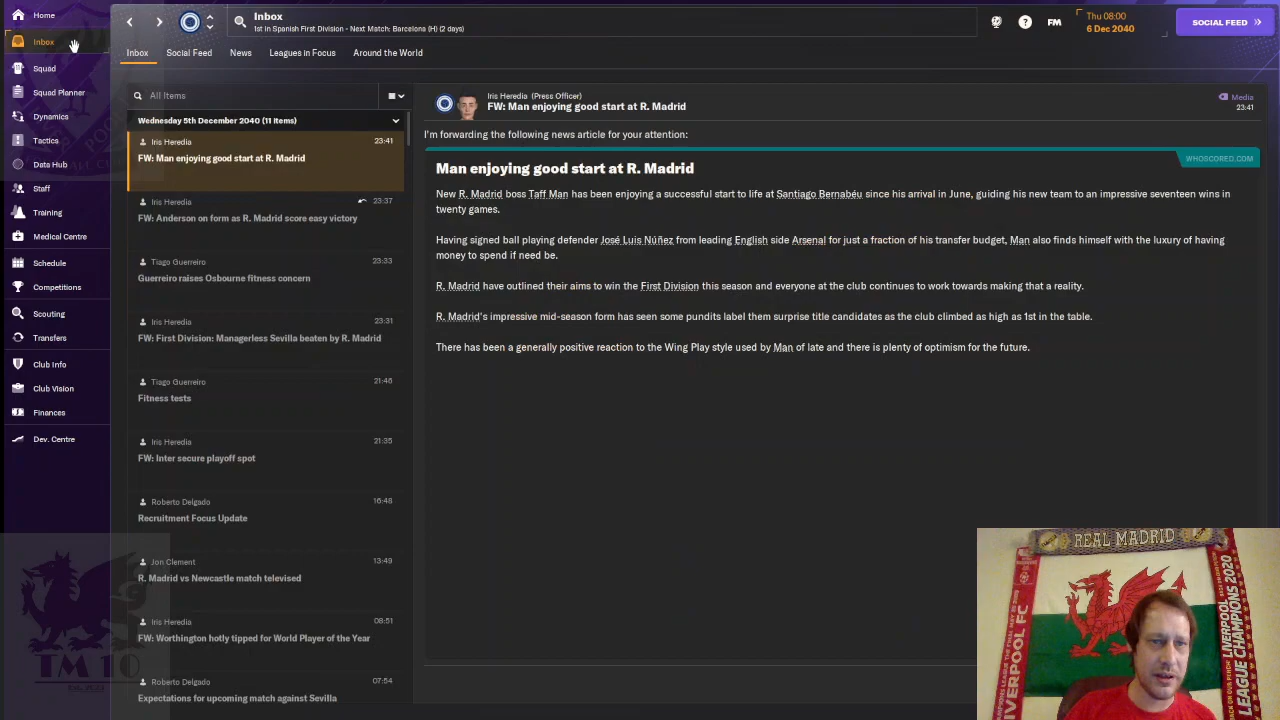 Home
Inbox
Squad
Squad Planner
Dynamics
Tactics
Data Hub
Staff
Training
Medical Centre
Schedule
Competitions
Scouting
Transfers
Club Info
Club Vision
Finances
Dev. Centre
TM 10
Inbox
1st in Spanish First Division - Next Match: Barcelona (H) (2 days)
FM
Thu 08:00
6 Dec 2040
SOCIAL FEED
Inbox
Social Feed
News
Leagues in Focus
Around the World
All Items
Wednesday 5th December 2040 (11 Items)
Iris Heredia 23:41
FW: Man enjoying good start at R. Madrid
Iris Heredia 23:37
FW: Anderson on form as R. Madrid score easy victory
Tiago Guerreiro 23:33
Guerreiro raises Osbourne fitness concern
Iris Heredia 23:31
FW: First Division: Managerless Sevilla beaten by R. Madrid
Tiago Guerreiro 21:46
Fitness tests
Iris Heredia 21:35
FW: Inter secure playoff spot
Roberto Delgado 16:48
Recruitment Focus Update
Jon Clement 13:49
R. Madrid vs Newcastle match televised
Iris Heredia 08:51
FW: Worthington hotly tipped for World Player of the Year
Roberto Delgado 07:54
Expectations for upcoming match against Sevilla
Iris Heredia (Press Officer)
FW: Man enjoying good start at R. Madrid
Media
23:41
I'm forwarding the following news article for your attention:
WHOSCORED.COM
Man enjoying good start at R. Madrid
New R. Madrid boss Taff Man has been enjoying a successful start to life at Santiago Bernabéu since his arrival in June, guiding his new team to an impressive seventeen wins in
twenty games.
Having signed ball playing defender José Luis Núñez from leading English side Arsenal for just a fraction of his transfer budget, Man also finds himself with the luxury of having
money to spend if need be.
R. Madrid have outlined their aims to win the First Division this season and everyone at the club continues to work towards making that a reality.
R. Madrid's impressive mid-season form has seen some pundits label them surprise title candidates as the club climbed as high as 1st in the table.
There has been a generally positive reaction to the Wing Play style used by Man of late and there is plenty of optimism for the future.
REAL MADRID
LIVERPOOL FC
LIVERPOOL
LEAGUE CHAMPIONS 2020